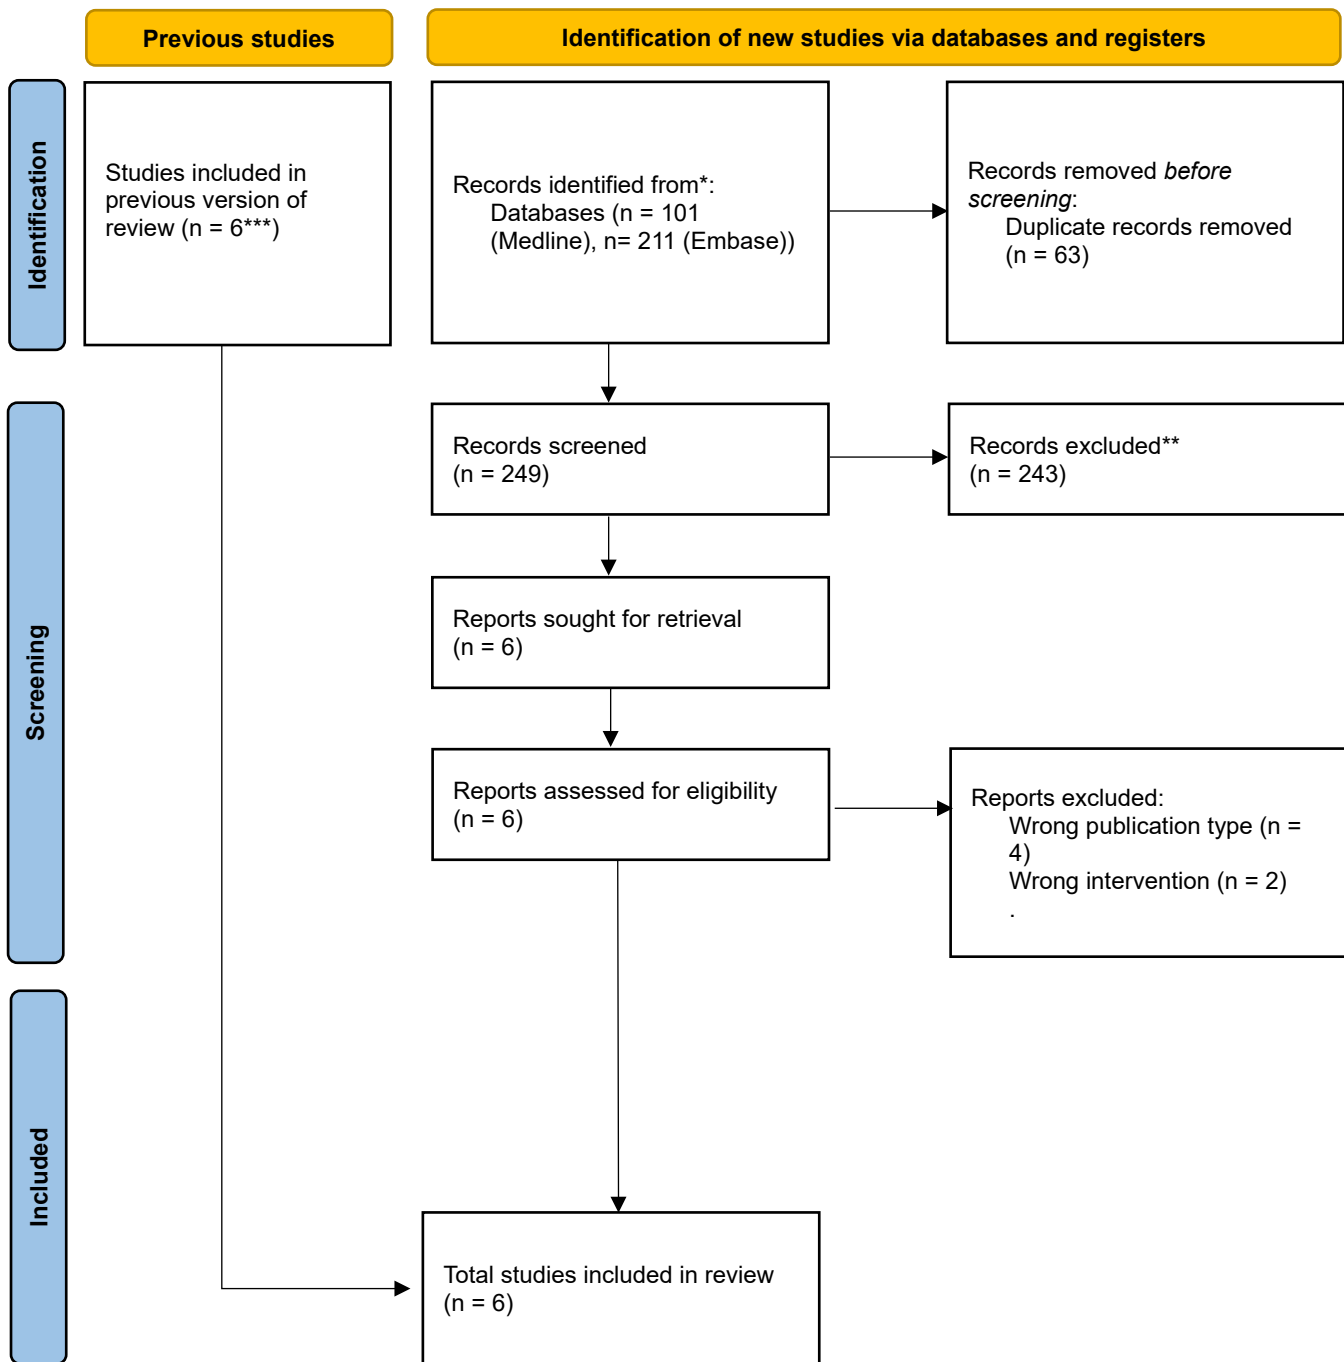 Previous studies
Identification of new studies via databases and registers
Identification
Studies included in
previous version of
review (n = 6***)
Records identified from*:
Databases (n = 101
(Medline), n= 211 (Embase))
Records removed before
screening:
Duplicate records removed
(n = 63)
Screening
Records screened
(n = 249)
Records excluded**
(n = 243)
Reports sought for retrieval
(n = 6)
Reports assessed for eligibility
(n = 6)
Reports excluded:
Wrong publication type (n =
4)
Wrong intervention (n = 2)
.
Included
Total studies included in review
(n = 6)